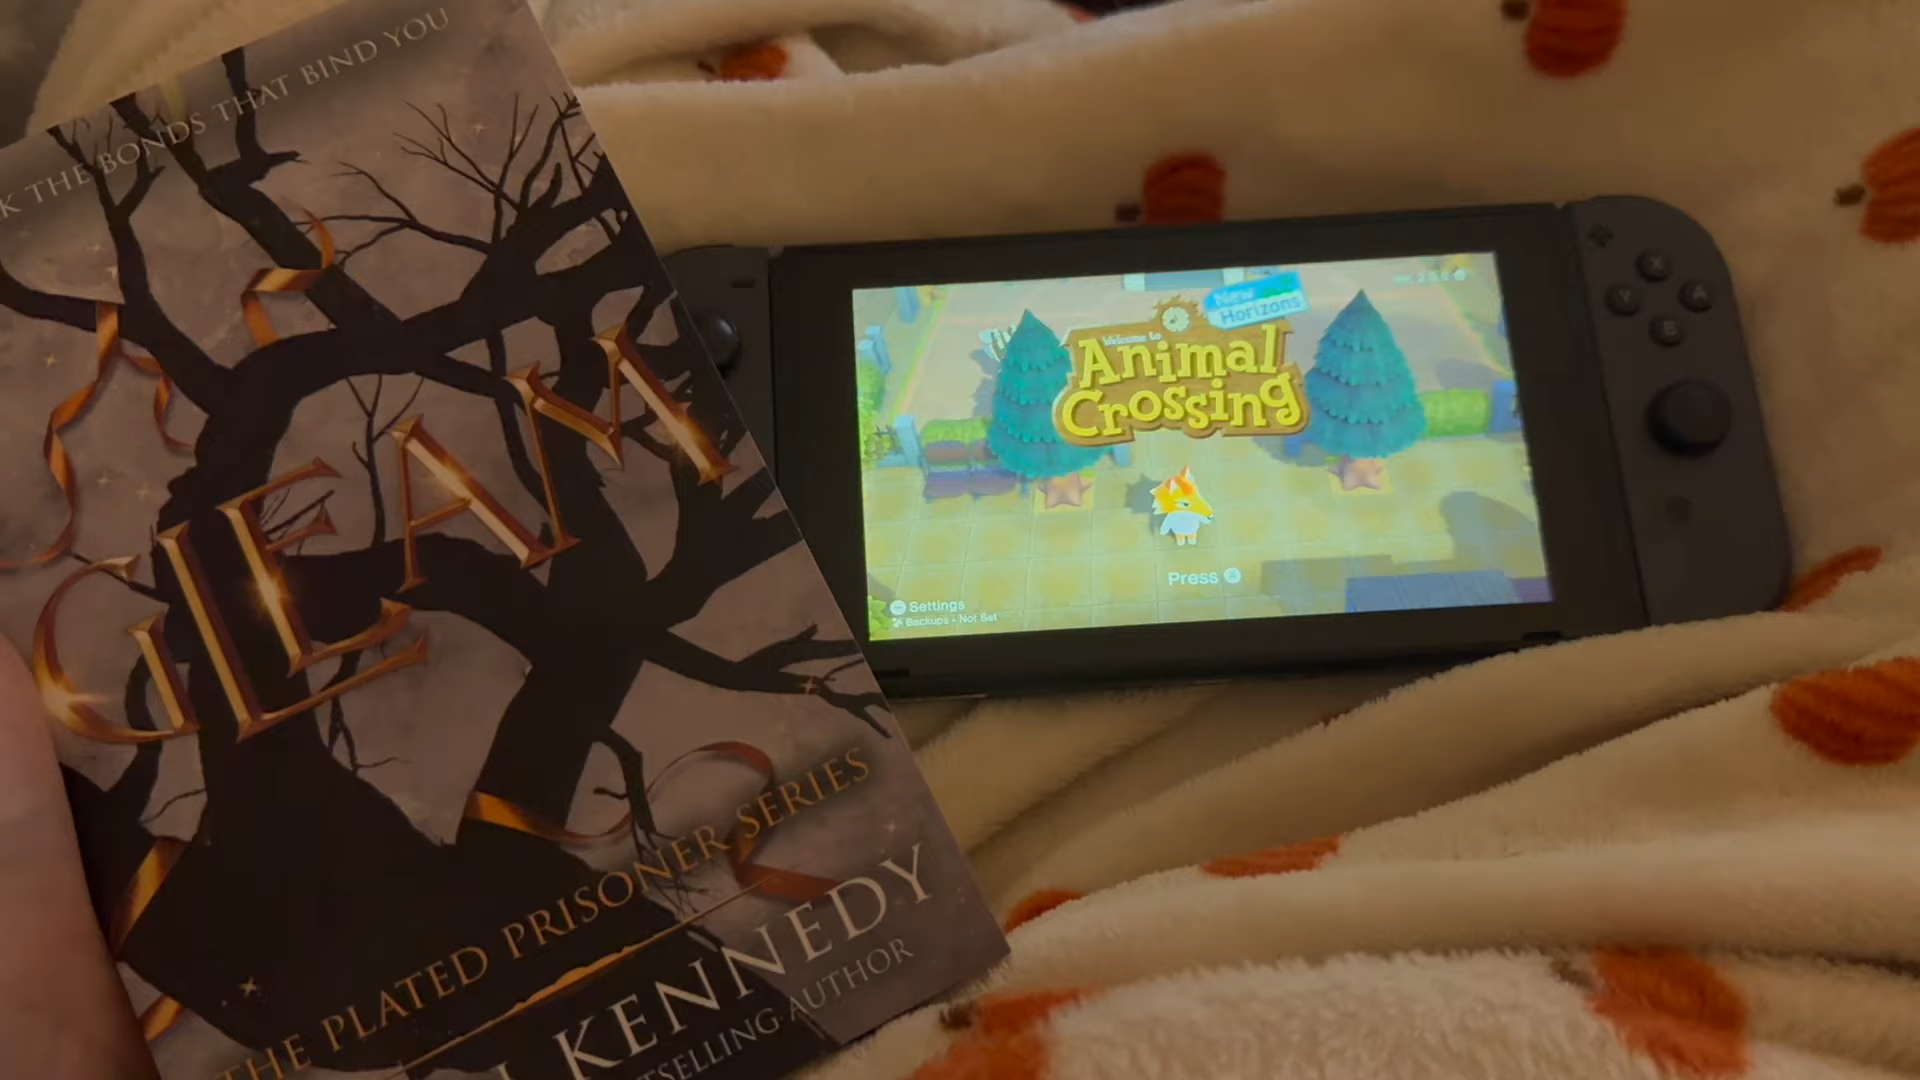 THE BONDS THAT BIND YOU
GLEAM
THE PLATED PRISONER SERIES
KENNEDY
AUTHOR
New
Horizons
Welcome to
Animal
Crossing
Press A
Settings
Backups - Not Set
X
Y
A
B